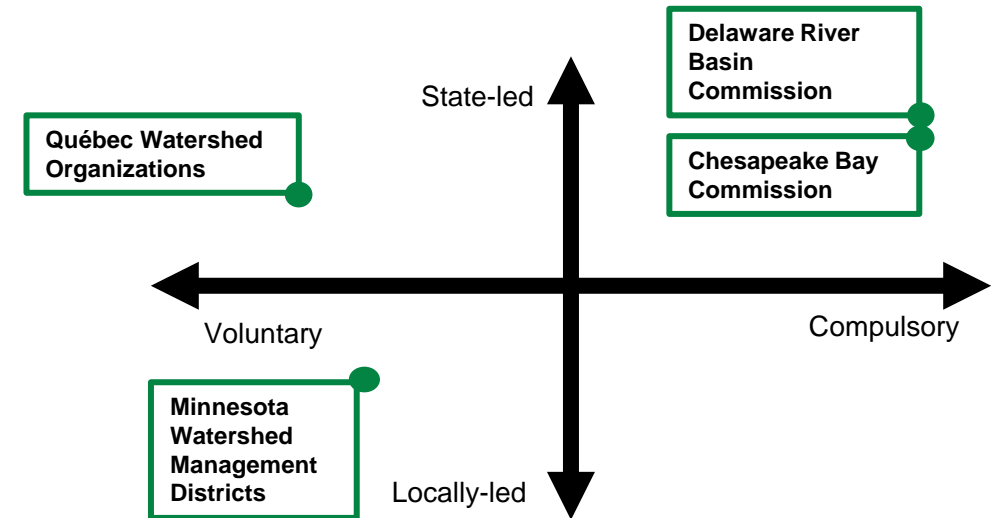 Delaware River
Basin
Commission
State-led
Québec Watershed
Organizations
Chesapeake Bay
Commission
Voluntary
Compulsory
Minnesota
Watershed
Management
Districts
Locally-led